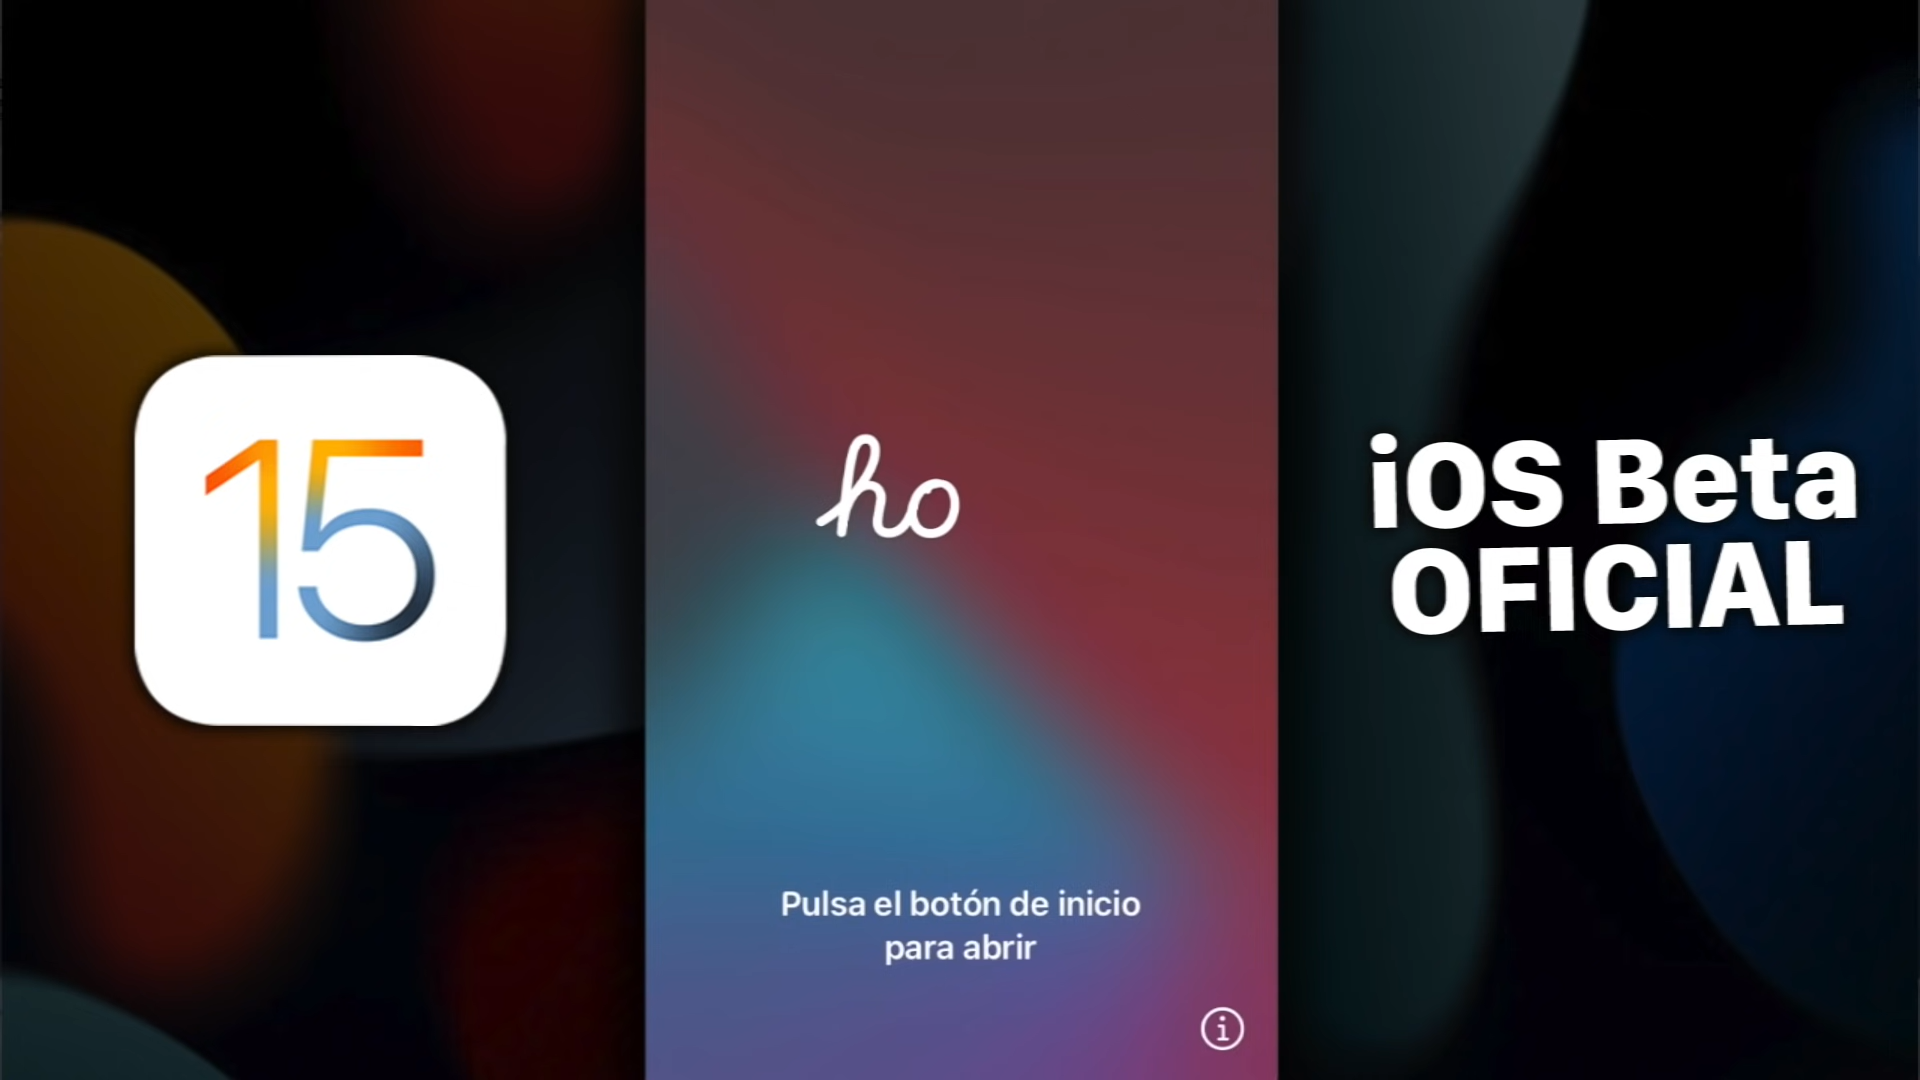 15
ho
Pulsa el botón de inicio
para abrir
i
iOS Beta
OFICIAL